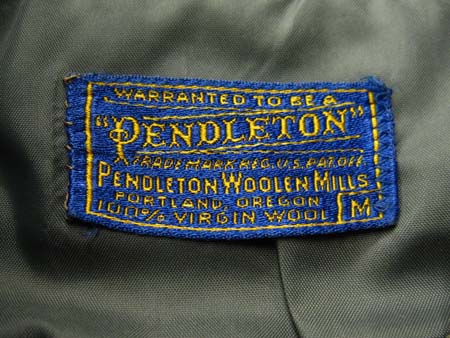 WARRANTED TO BE A
"PENDLETON"
TRADE MARK REG. U.S. PAT. OFF.
PENDLETON WOOLEN MILLS
PORTLAND, OREGON
100% VIRGIN WOOL M